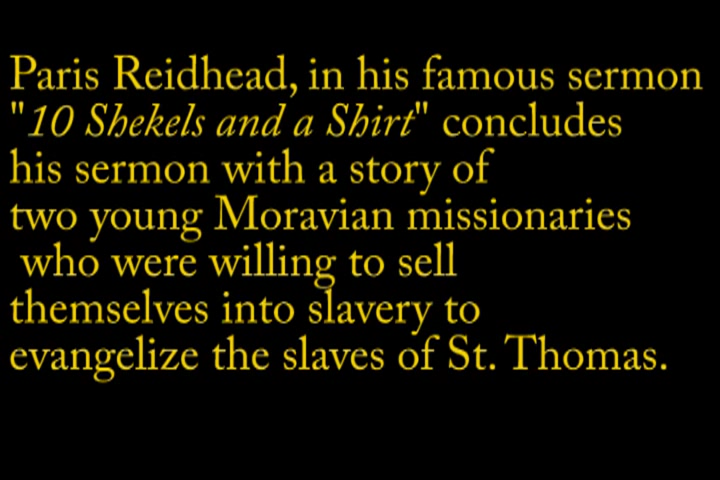 Paris Reidhead, in his famous sermon
"10 Shekels and a Shirt" concludes
his sermon with a story of
two young Moravian missionaries
who were willing to sell
themselves into slavery to
evangelize the slaves of St. Thomas.